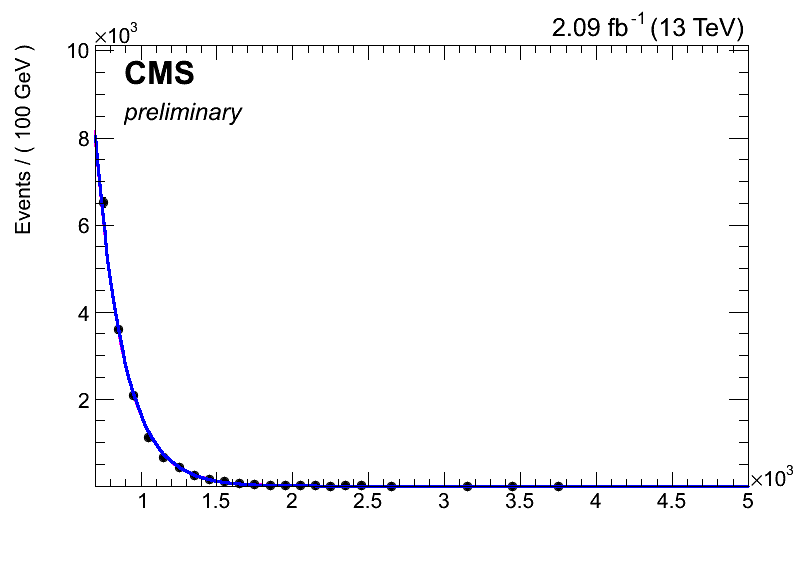 ×10³
2.09 fb⁻¹ (13 TeV)
10
CMS
preliminary
Events / ( 100 GeV )
8
6
4
2
×10³
1 1.5 2 2.5 3 3.5 4 4.5 5